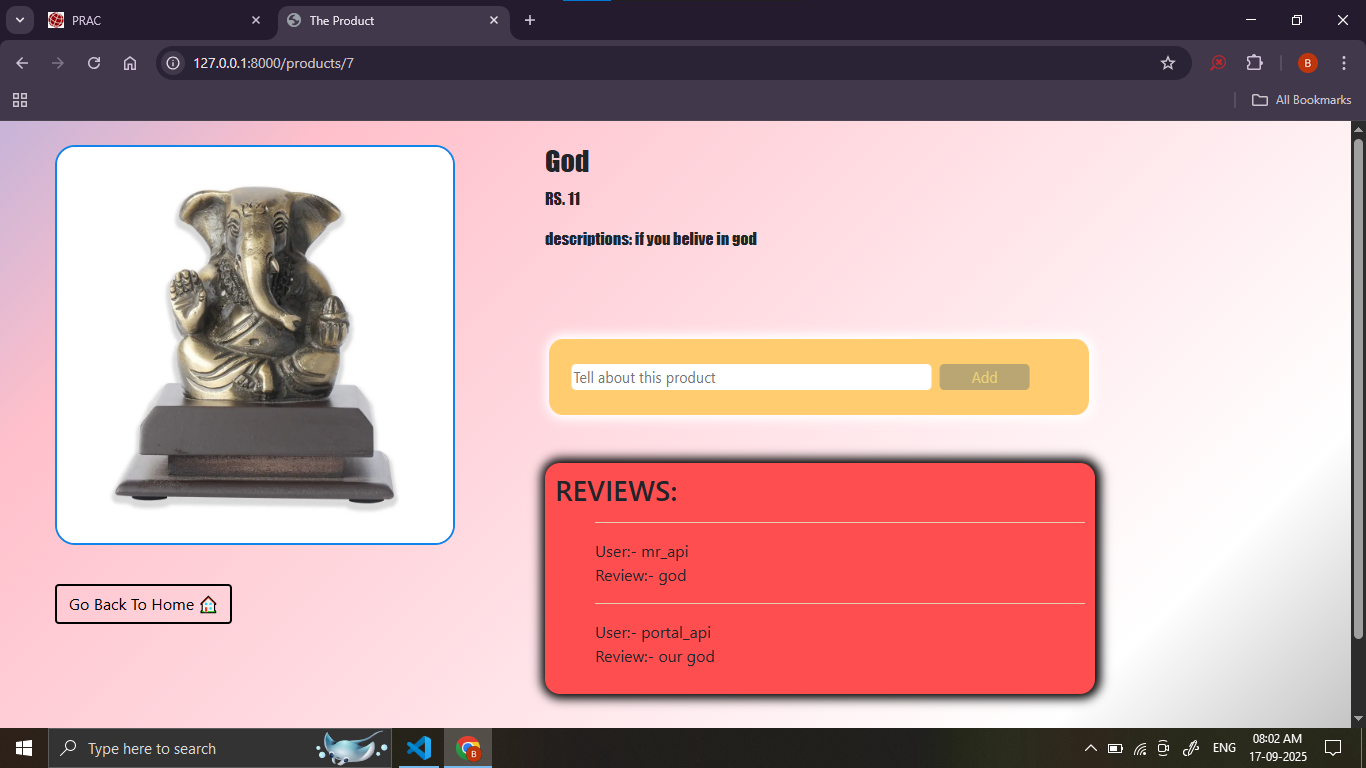 PRAC
The Product
127.0.0.1:8000/products/7
B
All Bookmarks
God
RS. 11
descriptions: if you belive in god
Tell about this product
Add
REVIEWS:
User:- mr_api
Review:- god
User:- portal_api
Review:- our god
Go Back To Home
Type here to search
B
ENG
08:02 AM
17-09-2025